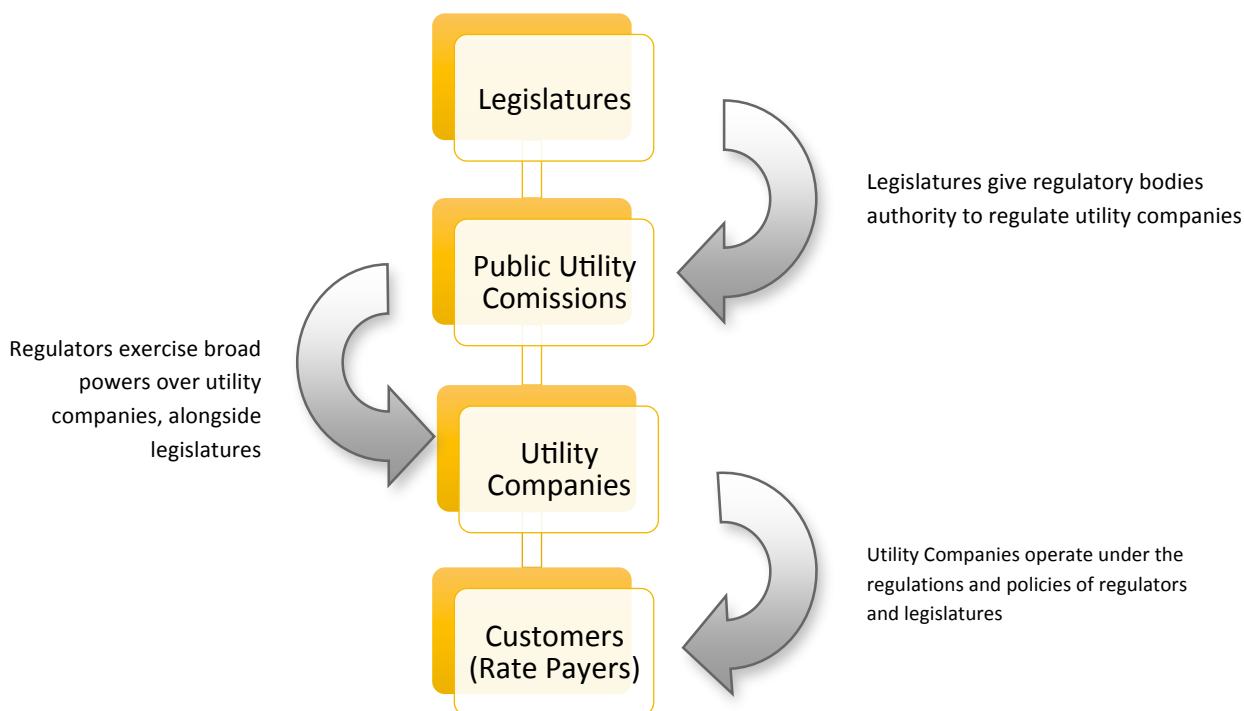 Legislatures
Legislatures give regulatory bodies
authority to regulate utility companies
Public Utility
Comissions
Regulators exercise broad
powers over utility
companies, alongside
legislatures
Utility
Companies
Utility Companies operate under the
regulations and policies of regulators
and legislatures
Customers
(Rate Payers)